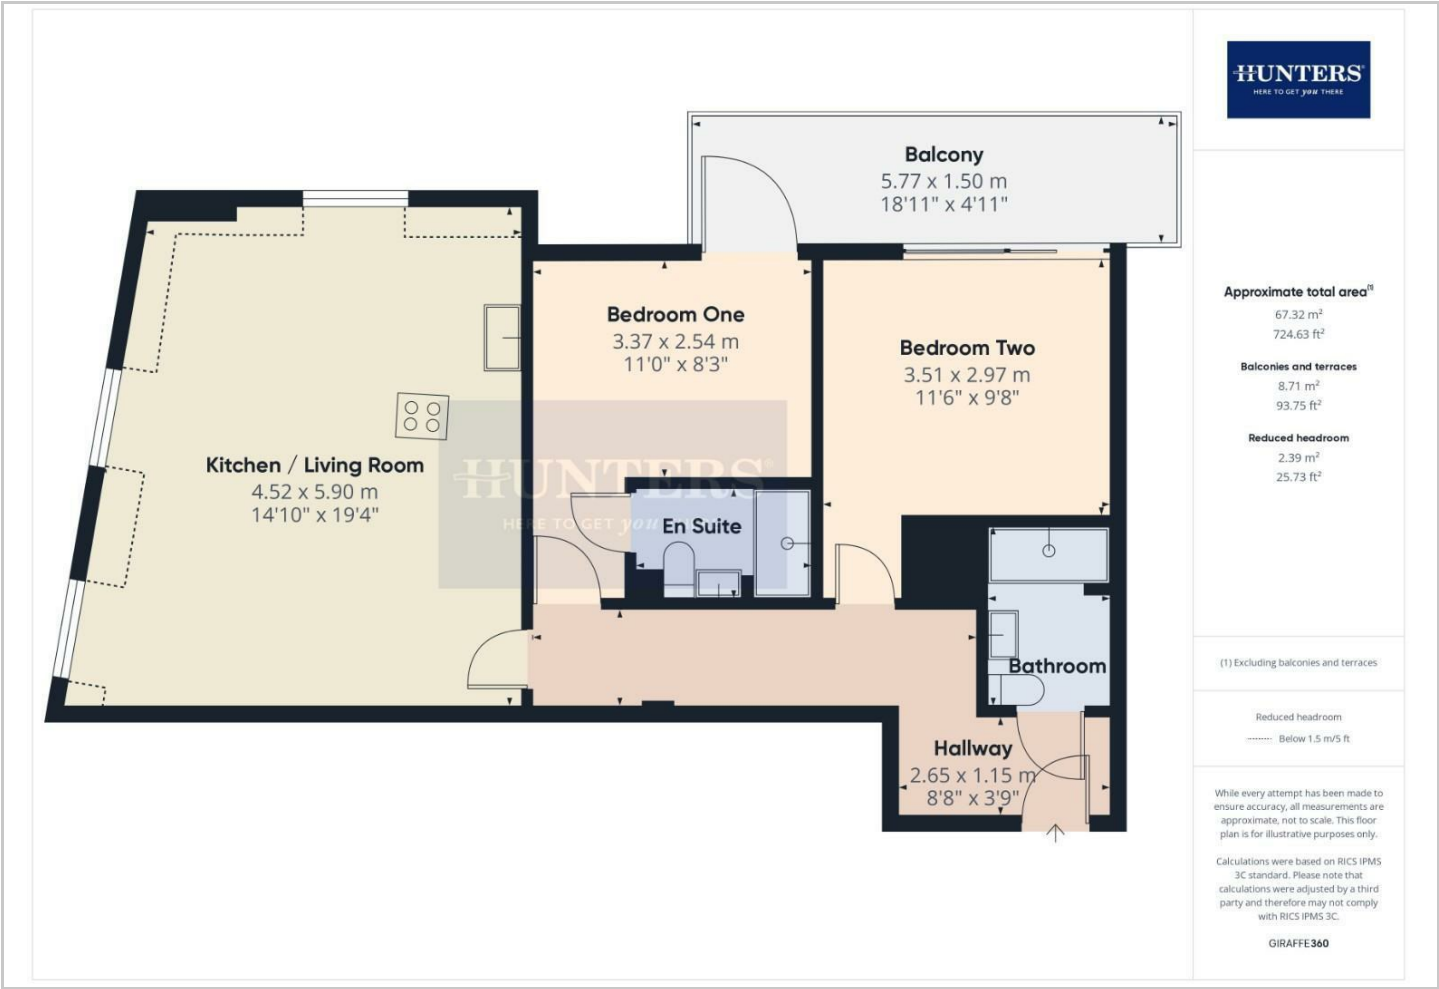 HUNTERS
HERE TO GET you THERE
Balcony
5.77 x 1.50 m
18'11" x 4'11"
Bedroom One
3.37 x 2.54 m
11'0" x 8'3"
Bedroom Two
3.51 x 2.97 m
11'6" x 9'8"
Kitchen / Living Room
4.52 x 5.90 m
14'10" x 19'4"
HUNTERS
HERE TO GET you
En Suite
Bathroom
Hallway
2.65 x 1.15 m
8'8" x 3'9"
Approximate total area(1)
67.32 m²
724.63 ft²
Balconies and terraces
8.71 m²
93.75 ft²
Reduced headroom
2.39 m²
25.73 ft²
(1) Excluding balconies and terraces
Reduced headroom
Below 1.5 m/5 ft
While every attempt has been made to
ensure accuracy, all measurements are
approximate, not to scale. This floor
plan is for illustrative purposes only.
Calculations were based on RICS IPMS
3C standard. Please note that
calculations were adjusted by a third
party and therefore may not comply
with RICS IPMS 3C.
GIRAFFE360